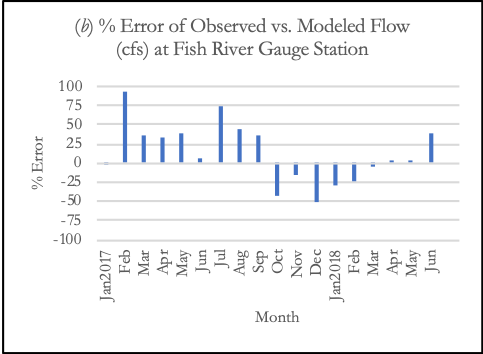 (b) % Error of Observed vs. Modeled Flow
(cfs) at Fish River Gauge Station
100
75
50
25
0
-25
-50
-75
-100
% Error
Jan2017
Feb
Mar
Apr
May
Jun
Jul
Aug
Sep
Oct
Nov
Dec
Jan2018
Feb
Mar
Apr
May
Jun
Month